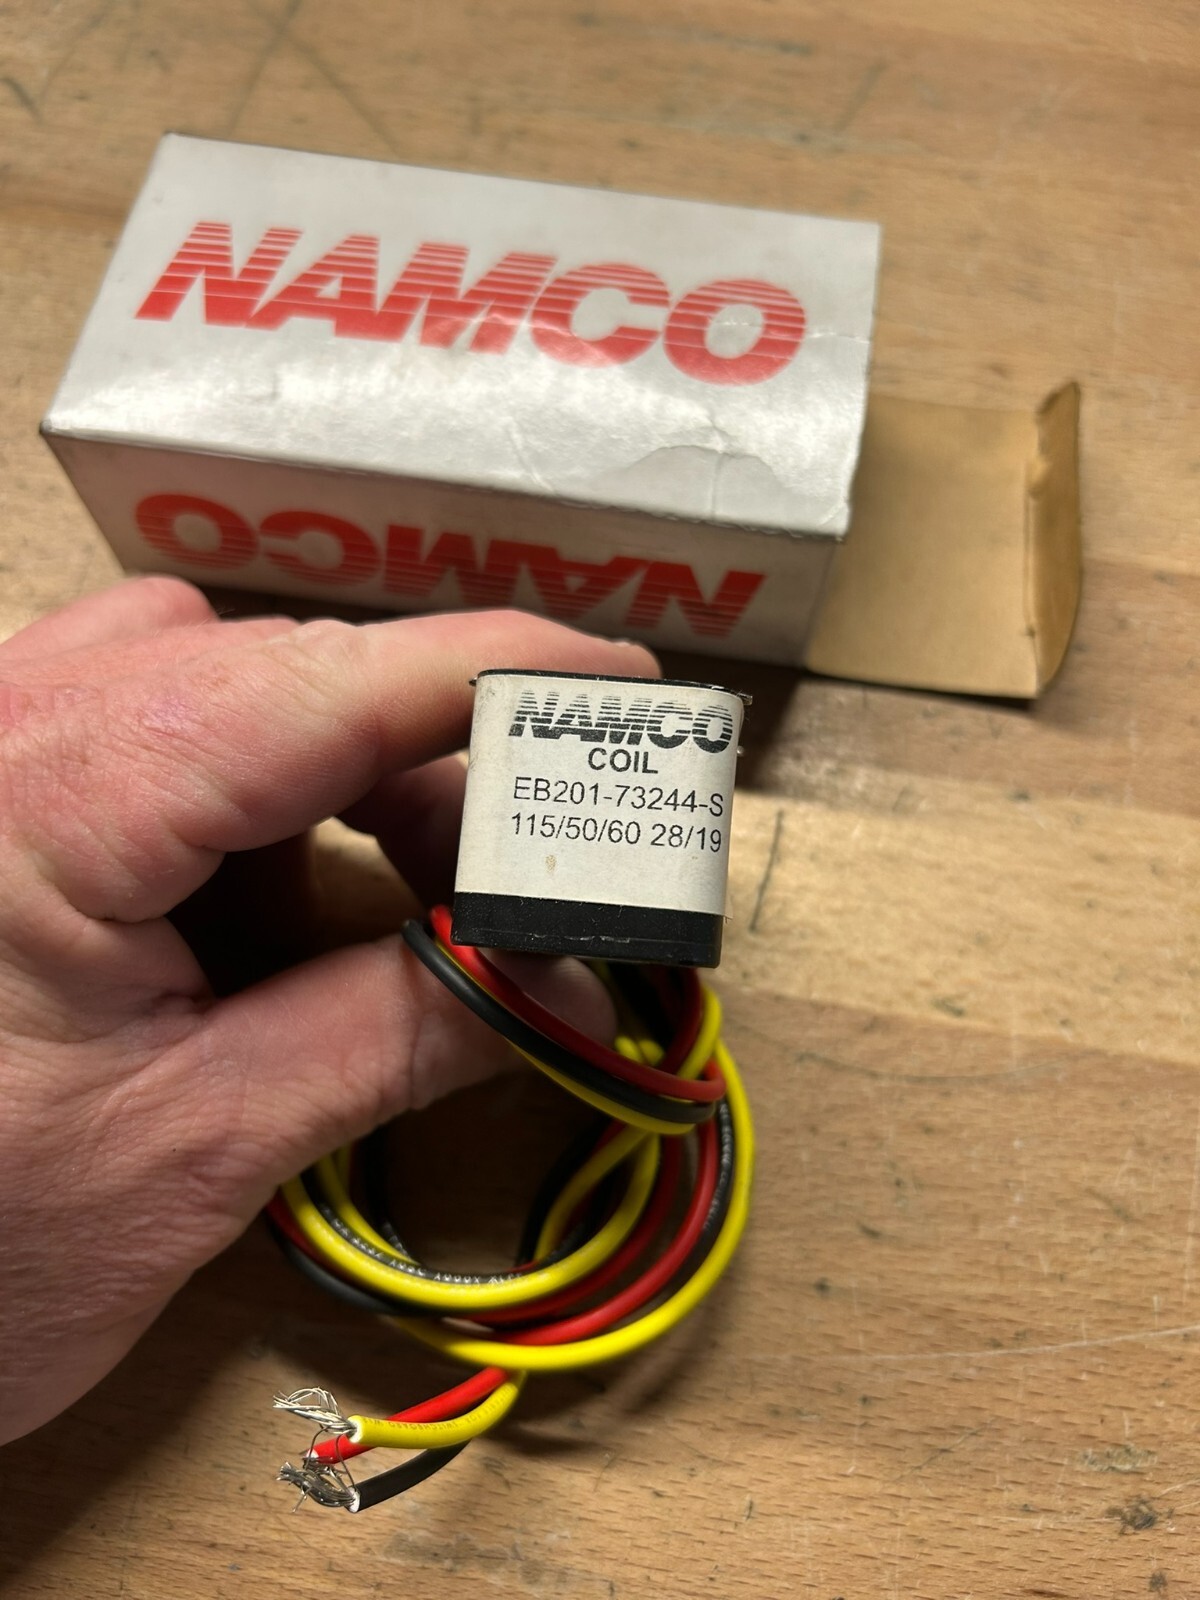 NAMCO
NAMCO
NAMCO
COIL
EB201-73244-S
115/50/60 28/19